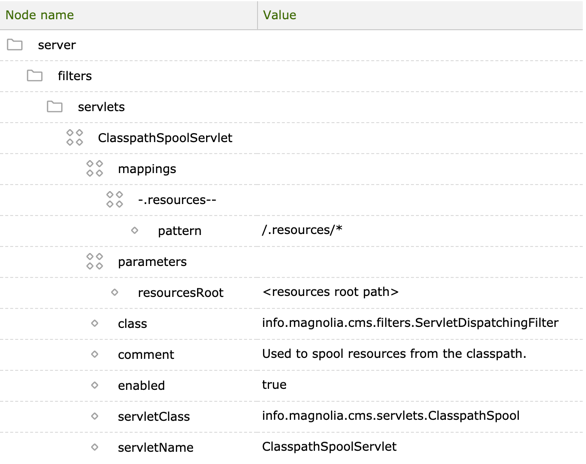 Node name Value
server
filters
servlets
ClasspathSpoolServlet
mappings
-.resources--
pattern /.resources/*
parameters
resourcesRoot <resources root path>
class info.magnolia.cms.filters.ServletDispatchingFilter
comment Used to spool resources from the classpath.
enabled true
servletClass info.magnolia.cms.servlets.ClasspathSpool
servletName ClasspathSpoolServlet